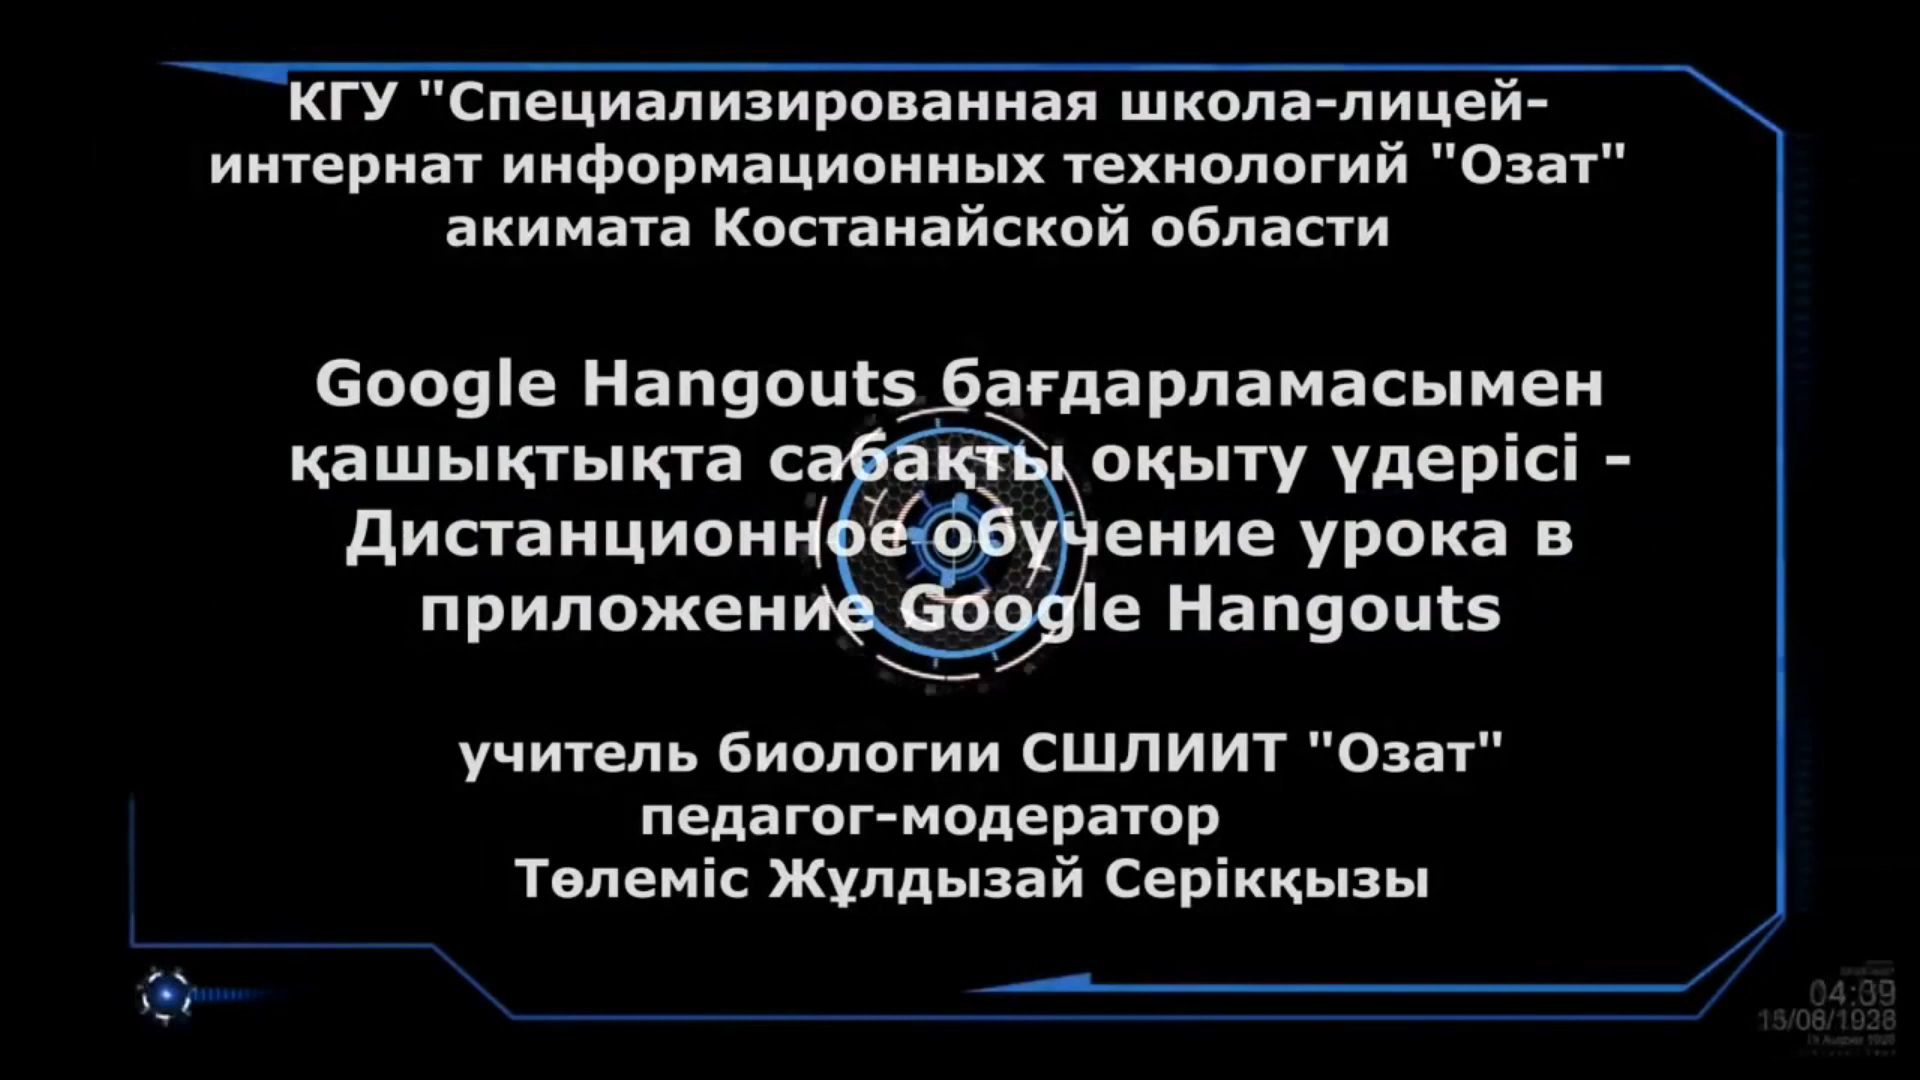 КГУ "Специализированная школа-лицей-
интернат информационных технологий "Озат"
акимата Костанайской области
Google Hangouts бағдарламасымен
қашықтықта сабақты оқыту үдерісі -
Дистанционное обучение урока в
приложение Google Hangouts
учитель биологии СШЛИИТ "Озат"
педагог-модератор
Төлеміс Жұлдызай Серікқызы
04:39